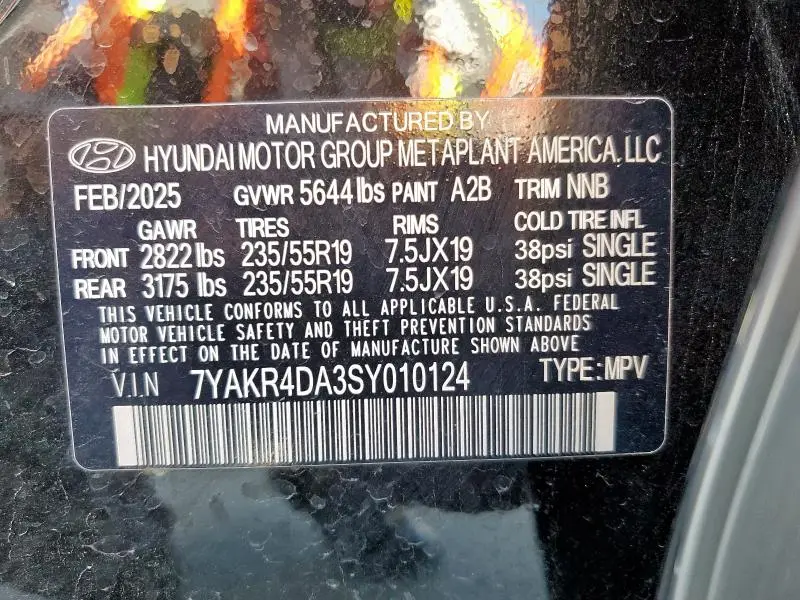 MANUFACTURED BY
HYUNDAI MOTOR GROUP METAPLANT AMERICA, LLC
FEB/2025 GVWR 5644 lbs PAINT A2B TRIM NNB
GAWR TIRES RIMS COLD TIRE INFL
FRONT 2822 lbs 235/55R19 7.5JX19 38psi SINGLE
REAR 3175 lbs 235/55R19 7.5JX19 38psi SINGLE
THIS VEHICLE CONFORMS TO ALL APPLICABLE U.S.A. FEDERAL
MOTOR VEHICLE SAFETY AND THEFT PREVENTION STANDARDS
IN EFFECT ON THE DATE OF MANUFACTURE SHOWN ABOVE
V.I.N 7YAKR4DA3SY010124 TYPE: MPV